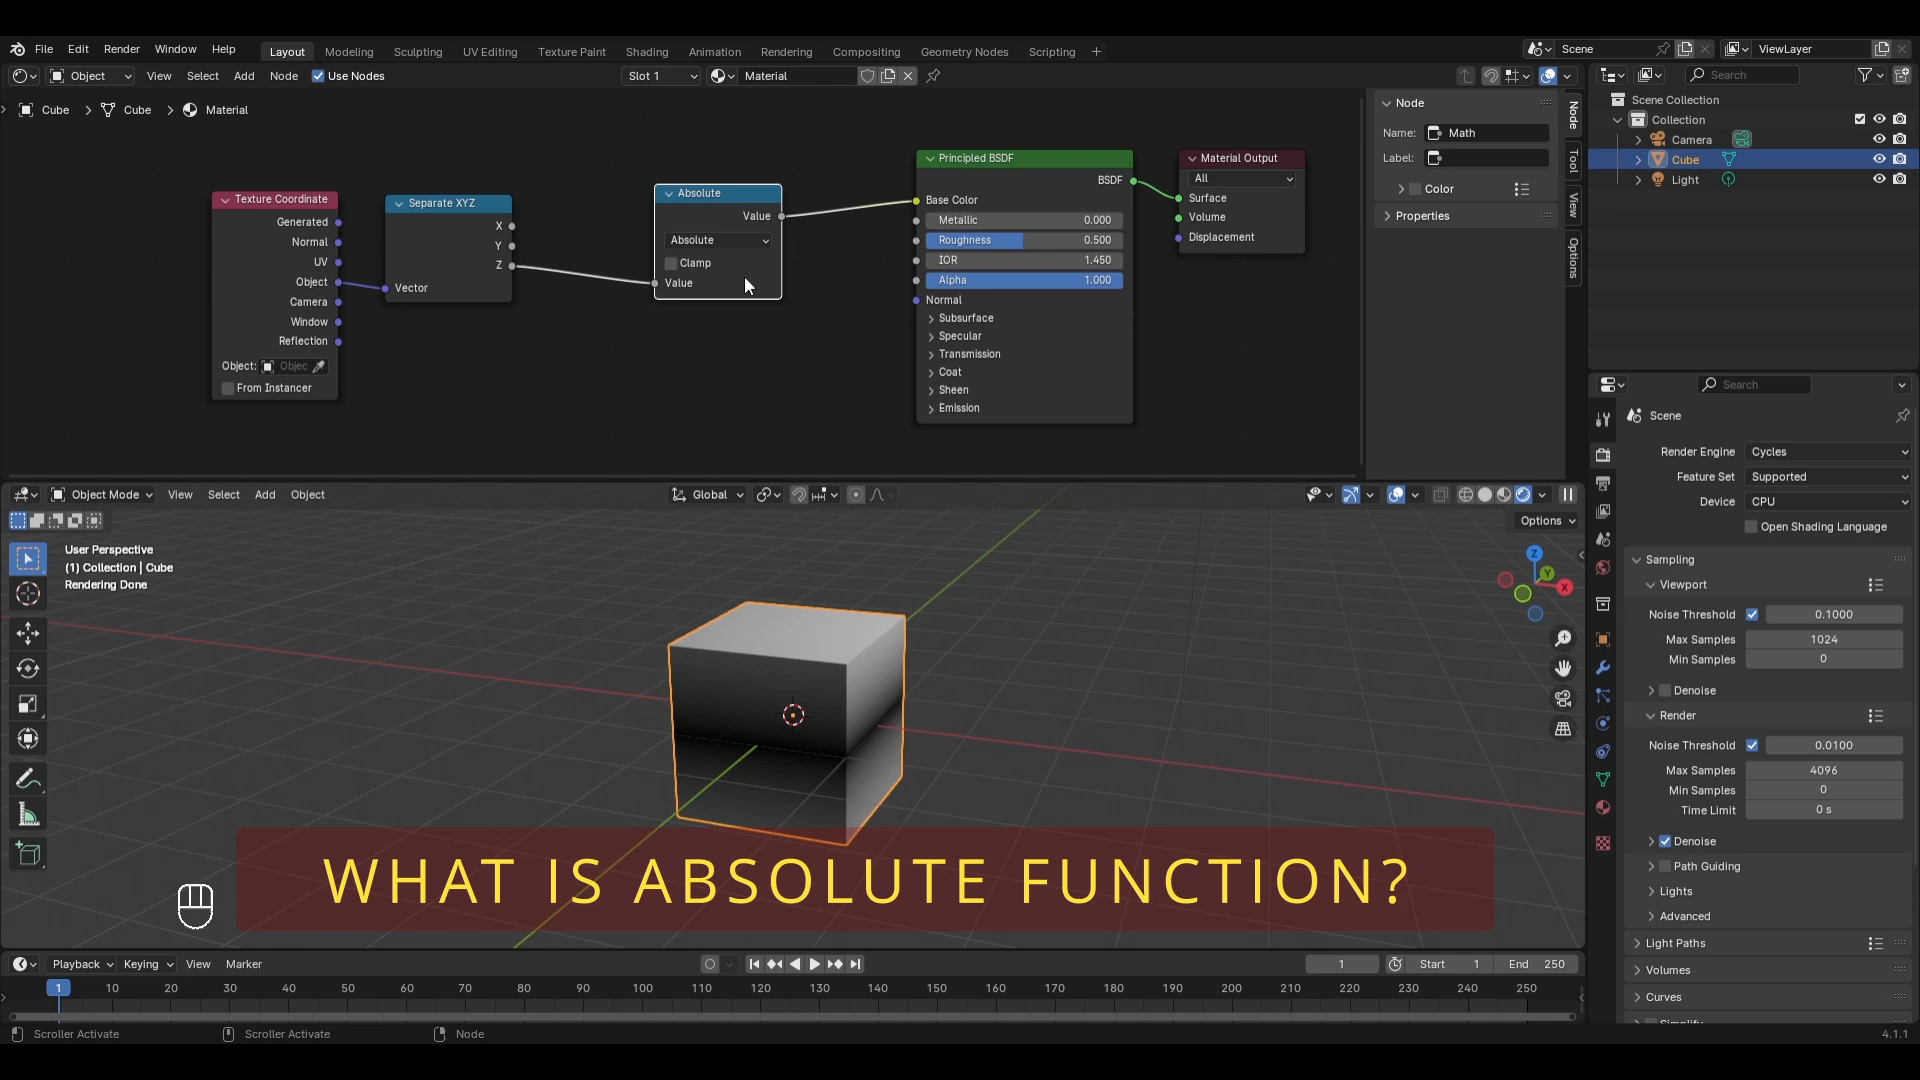 File Edit Render Window Help Layout Modeling Sculpting UV Editing Texture Paint Shading Animation Rendering Compositing Geometry Nodes Scripting + Scene ViewLayer
Object View Select Add Node Use Nodes Slot 1 Material Search
Cube > Cube > Material
Node
Name: Math
Label:
Color
Properties
Node
Tool
View
Options
Scene Collection
Collection
Camera
Cube
Light
Texture Coordinate
Generated
Normal
UV
Object
Camera
Window
Reflection
Object: Objec
From Instancer
Separate XYZ
X
Y
Z
Vector
Absolute
Value
Absolute
Clamp
Value
Principled BSDF
BSDF
Base Color
Metallic 0.000
Roughness 0.500
IOR 1.450
Alpha 1.000
Normal
Subsurface
Specular
Transmission
Coat
Sheen
Emission
Material Output
All
Surface
Volume
Displacement
Search
Scene
Render Engine Cycles
Feature Set Supported
Device CPU
Open Shading Language
Sampling
Viewport
Noise Threshold 0.1000
Max Samples 1024
Min Samples 0
Denoise
Render
Noise Threshold 0.0100
Max Samples 4096
Min Samples 0
Time Limit 0 s
Denoise
Path Guiding
Lights
Advanced
Light Paths
Volumes
Curves
Object Mode View Select Add Object Global
Options
User Perspective
(1) Collection | Cube
Rendering Done
Z
Y
X
WHAT IS ABSOLUTE FUNCTION?
Playback Keying View Marker 1 Start 1 End 250
1 10 20 30 40 50 60 70 80 90 100 110 120 130 140 150 160 170 180 190 200 210 220 230 240 250
Scroller Activate Scroller Activate Node 4.1.1